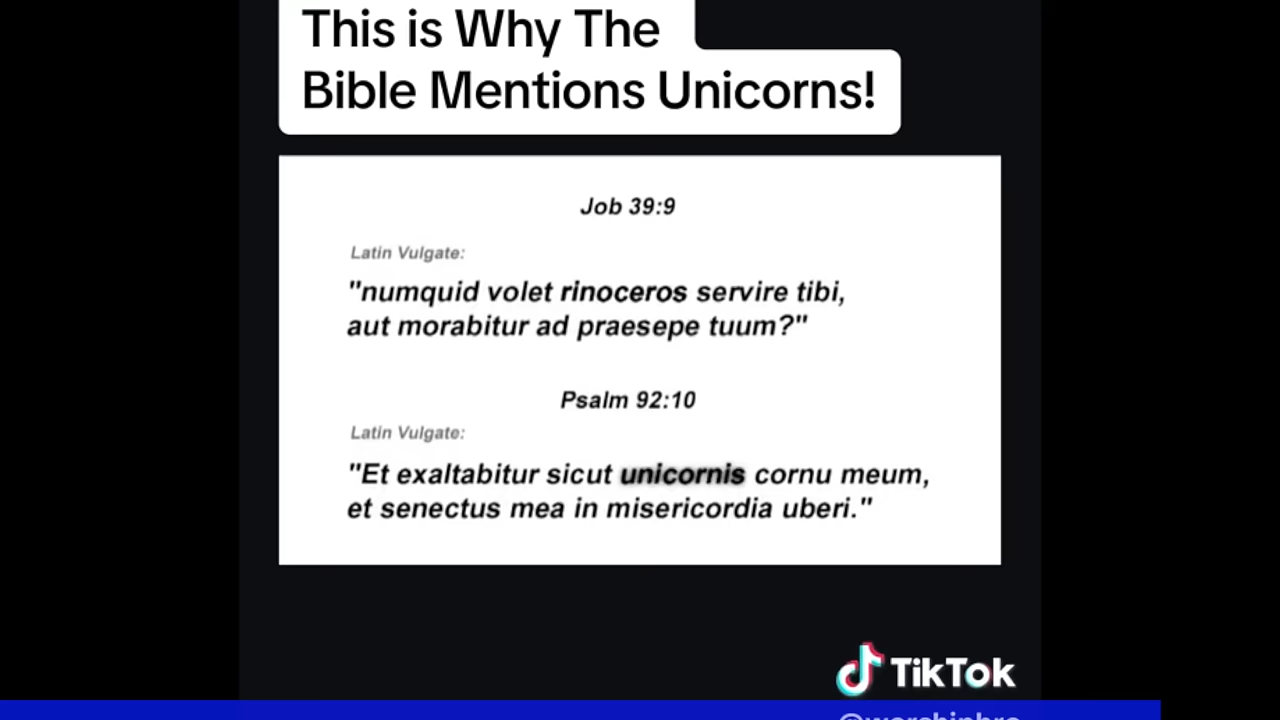 This is Why The
Bible Mentions Unicorns!
Job 39:9
Latin Vulgate:
"numquid volet rinoceros servire tibi,
aut morabitur ad praesepe tuum?"
Psalm 92:10
Latin Vulgate:
"Et exaltabitur sicut unicornis cornu meum,
et senectus mea in misericordia uberi."
TikTok